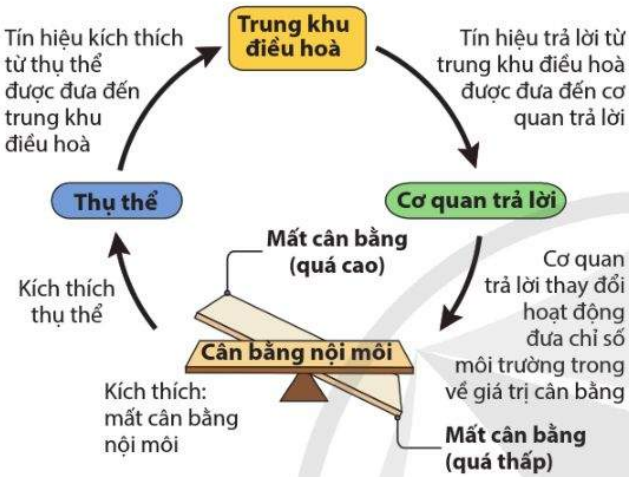 Trung khu
điều hoà
Tín hiệu kích thích
từ thụ thể
được đưa đến
trung khu
điều hoà
Tín hiệu trả lời từ
trung khu điều hoà
được đưa đến cơ
quan trả lời
Thụ thể
Cơ quan trả lời
Mất cân bằng
(quá cao)
Kích thích
thụ thể
Cân bằng nội môi
Cơ quan
trả lời thay đổi
hoạt động
đưa chỉ số
môi trường trong
về giá trị cân bằng
Kích thích:
mất cân bằng
nội môi
Mất cân bằng
(quá thấp)